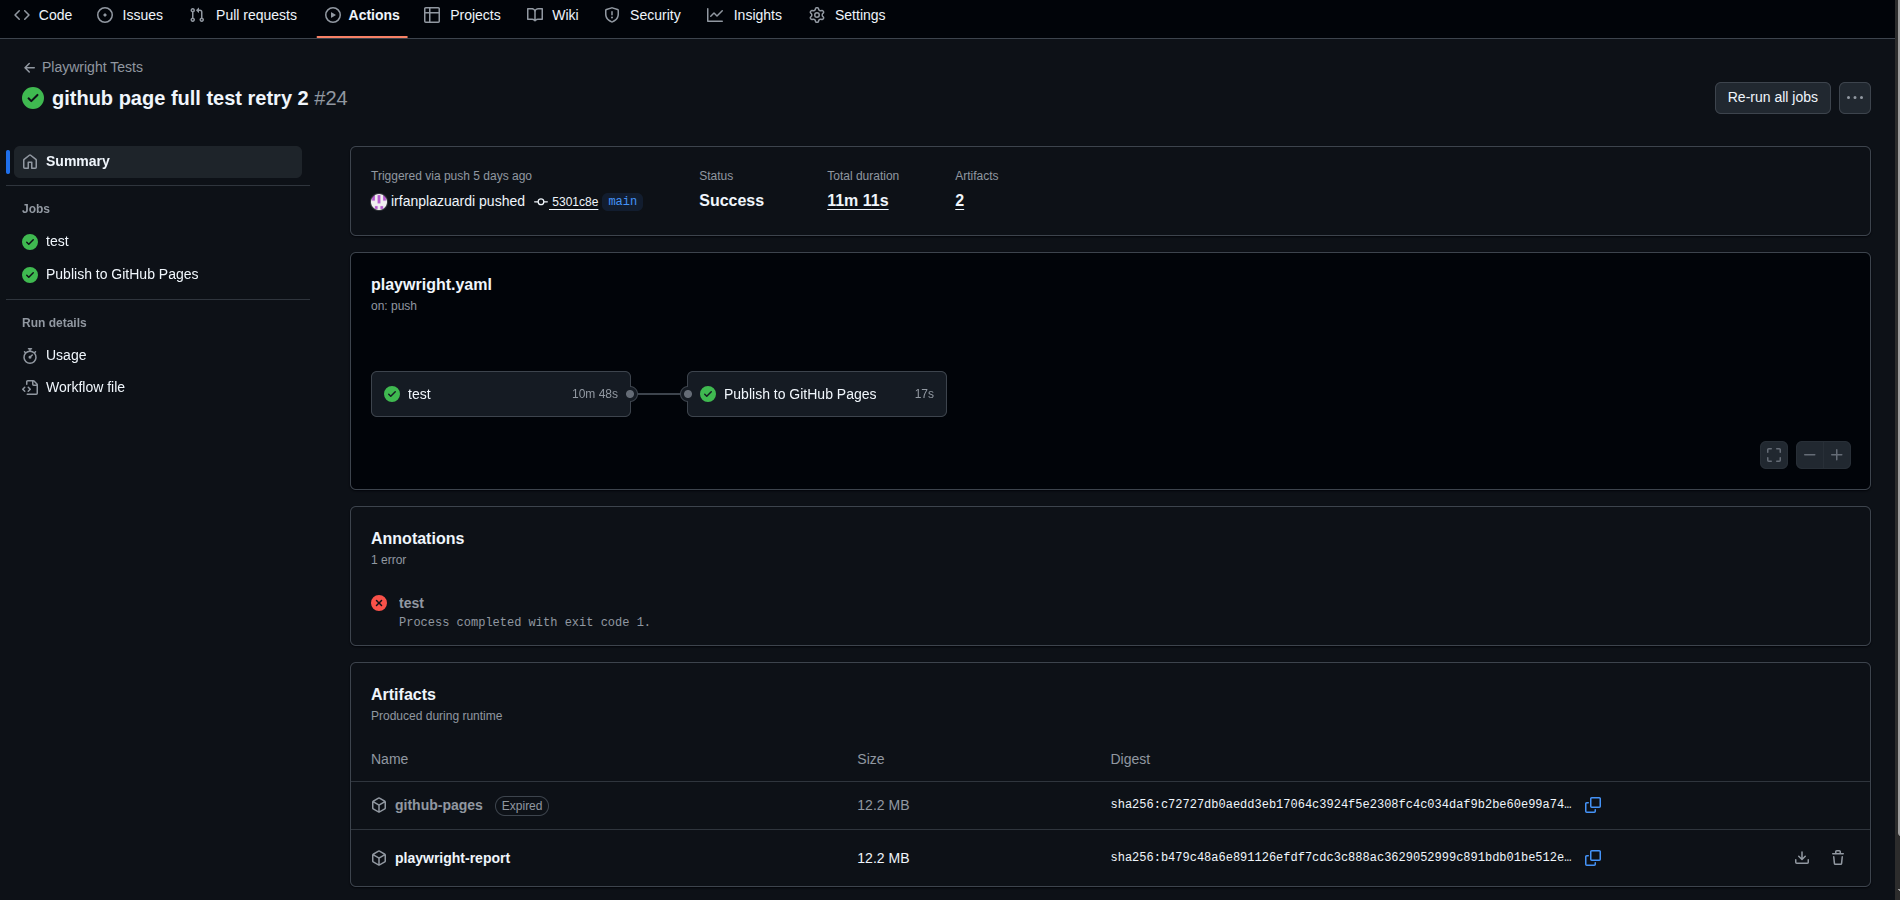 Code Issues Pull requests Actions Projects Wiki Security Insights Settings
Playwright Tests
github page full test retry 2 #24
Re-run all jobs
Summary
Jobs
test
Publish to GitHub Pages
Run details
Usage
Workflow file
Triggered via push 5 days ago Status Total duration Artifacts
irfanplazuardi pushed 5301c8e main Success 11m 11s 2
playwright.yaml
on: push
test 10m 48s Publish to GitHub Pages 17s
Annotations
1 error
test
Process completed with exit code 1.
Artifacts
Produced during runtime
Name Size Digest
github-pages Expired 12.2 MB sha256:c72727db0aedd3eb17064c3924f5e2308fc4c034daf9b2be60e99a74…
playwright-report 12.2 MB sha256:b479c48a6e891126efdf7cdc3c888ac3629052999c891bdb01be512e…